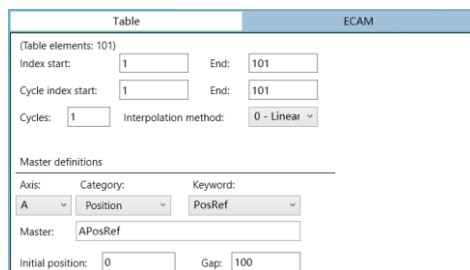 Table ECAM
(Table elements: 101)
Index start: 1 End: 101
Cycle index start: 1 End: 101
Cycles: 1 Interpolation method: 0 - Linear
Master definitions
Axis: Category: Keyword:
A Position PosRef
Master: APosRef
Initial position: 0 Gap: 100